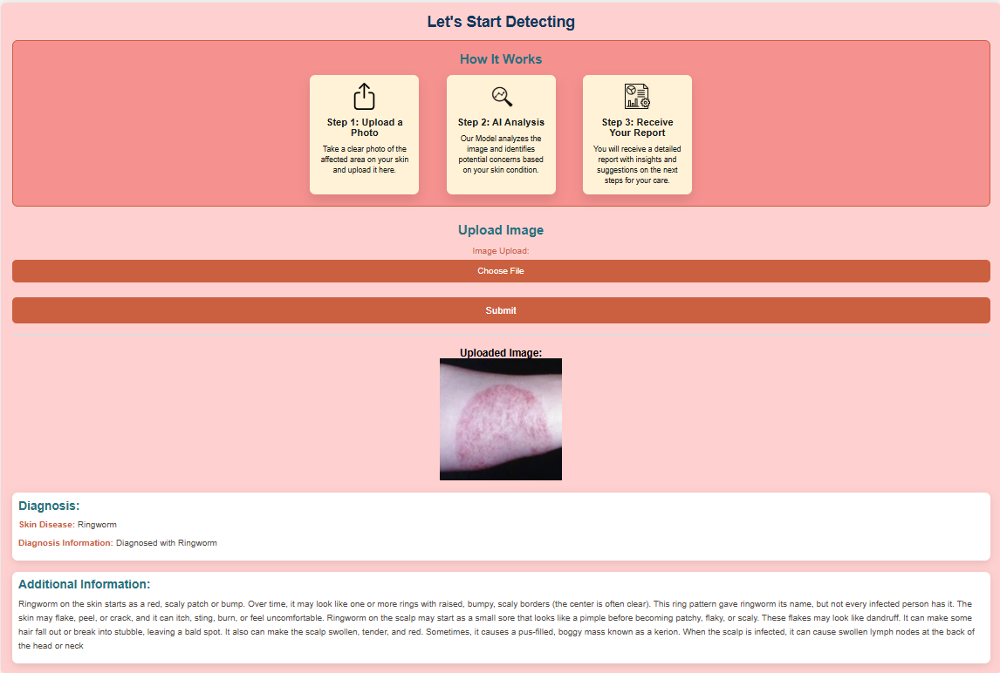 Let's Start Detecting
How It Works
Step 1: Upload a
Photo
Take a clear photo of the
affected area on your skin
and upload it here.
Step 2: AI Analysis
Our Model analyzes the
image and identifies
potential concerns based
on your skin condition.
Step 3: Receive
Your Report
You will receive a detailed
report with insights and
suggestions on the next
steps for your care.
Upload Image
Image Upload:
Choose File
Submit
Uploaded Image:
Diagnosis:
Skin Disease: Ringworm
Diagnosis Information: Diagnosed with Ringworm
Additional Information:
Ringworm on the skin starts as a red, scaly patch or bump. Over time, it may look like one or more rings with raised, bumpy, scaly borders (the center is often clear). This ring pattern gave ringworm its name, but not every infected person has it. The
skin may flake, peel, or crack, and it can itch, sting, burn, or feel uncomfortable. Ringworm on the scalp may start as a small sore that looks like a pimple before becoming patchy, flaky, or scaly. These flakes may look like dandruff. It can make some
hair fall out or break into stubble, leaving a bald spot. It also can make the scalp swollen, tender, and red. Sometimes, it causes a pus-filled, boggy mass known as a kerion. When the scalp is infected, it can cause swollen lymph nodes at the back of
the head or neck